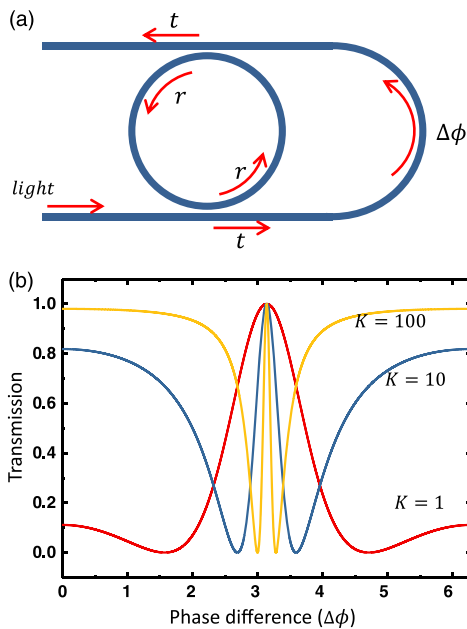 (a)
t
r
Δϕ
r
light
t
(b)
1.0
K = 100
0.8
K = 10
0.6
0.4
0.2
K = 1
0.0
Transmission
0 1 2 3 4 5 6
Phase difference (Δϕ)